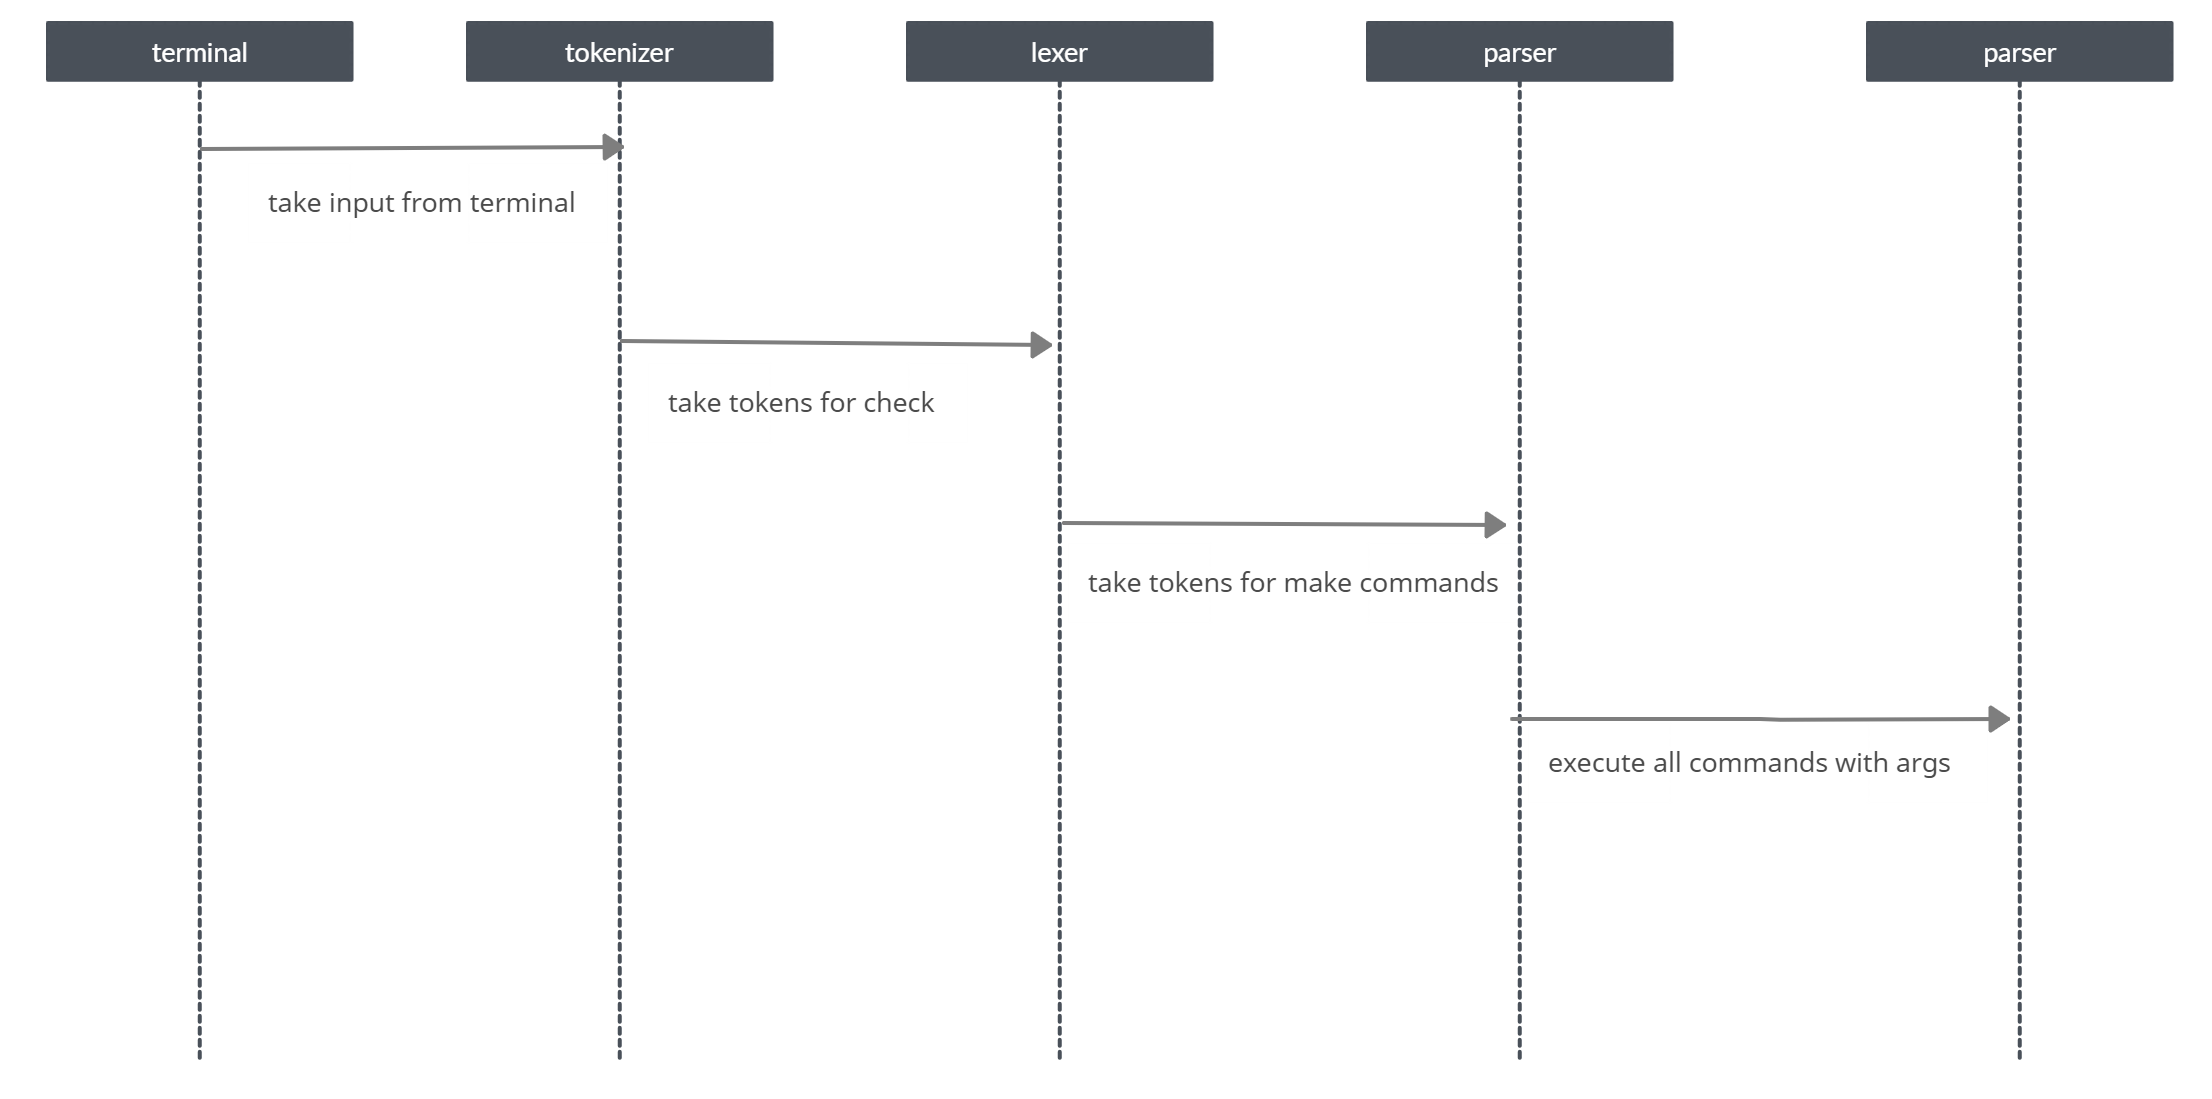 terminal
tokenizer
lexer
parser
parser
take input from terminal
take tokens for check
take tokens for make commands
execute all commands with args